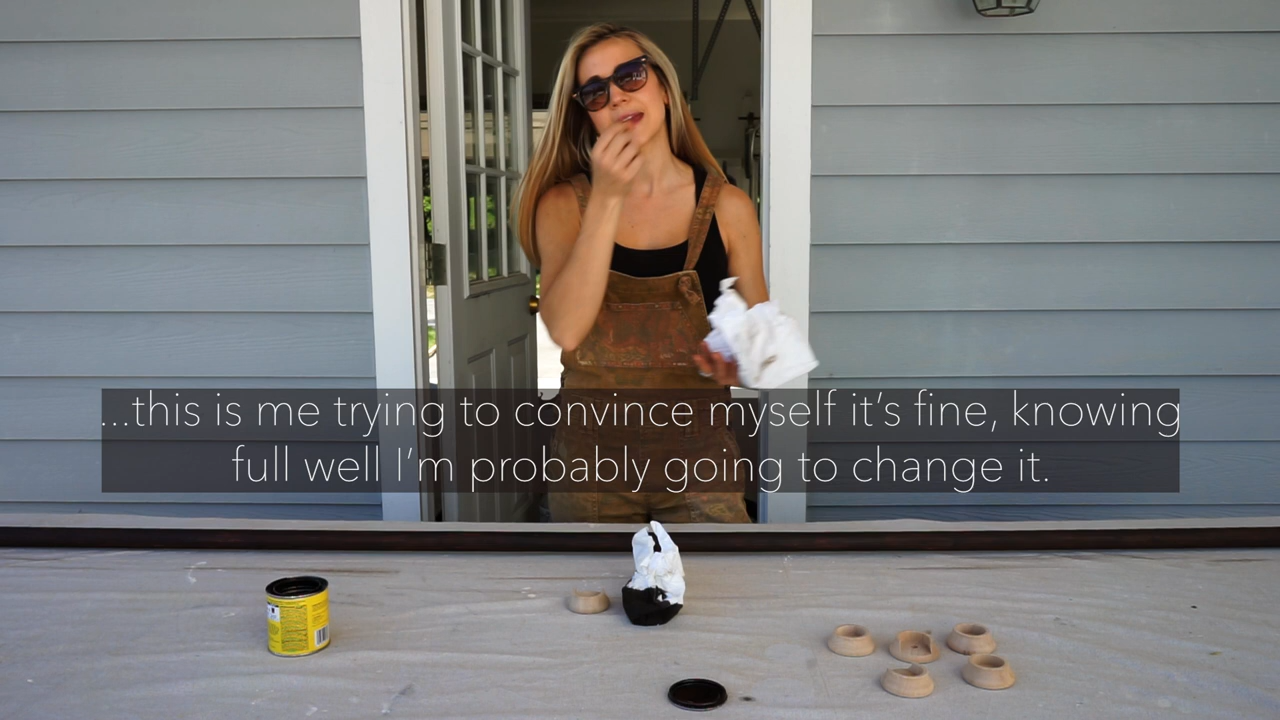 ...this is me trying to convince myself it's fine, knowing
full well I'm probably going to change it.